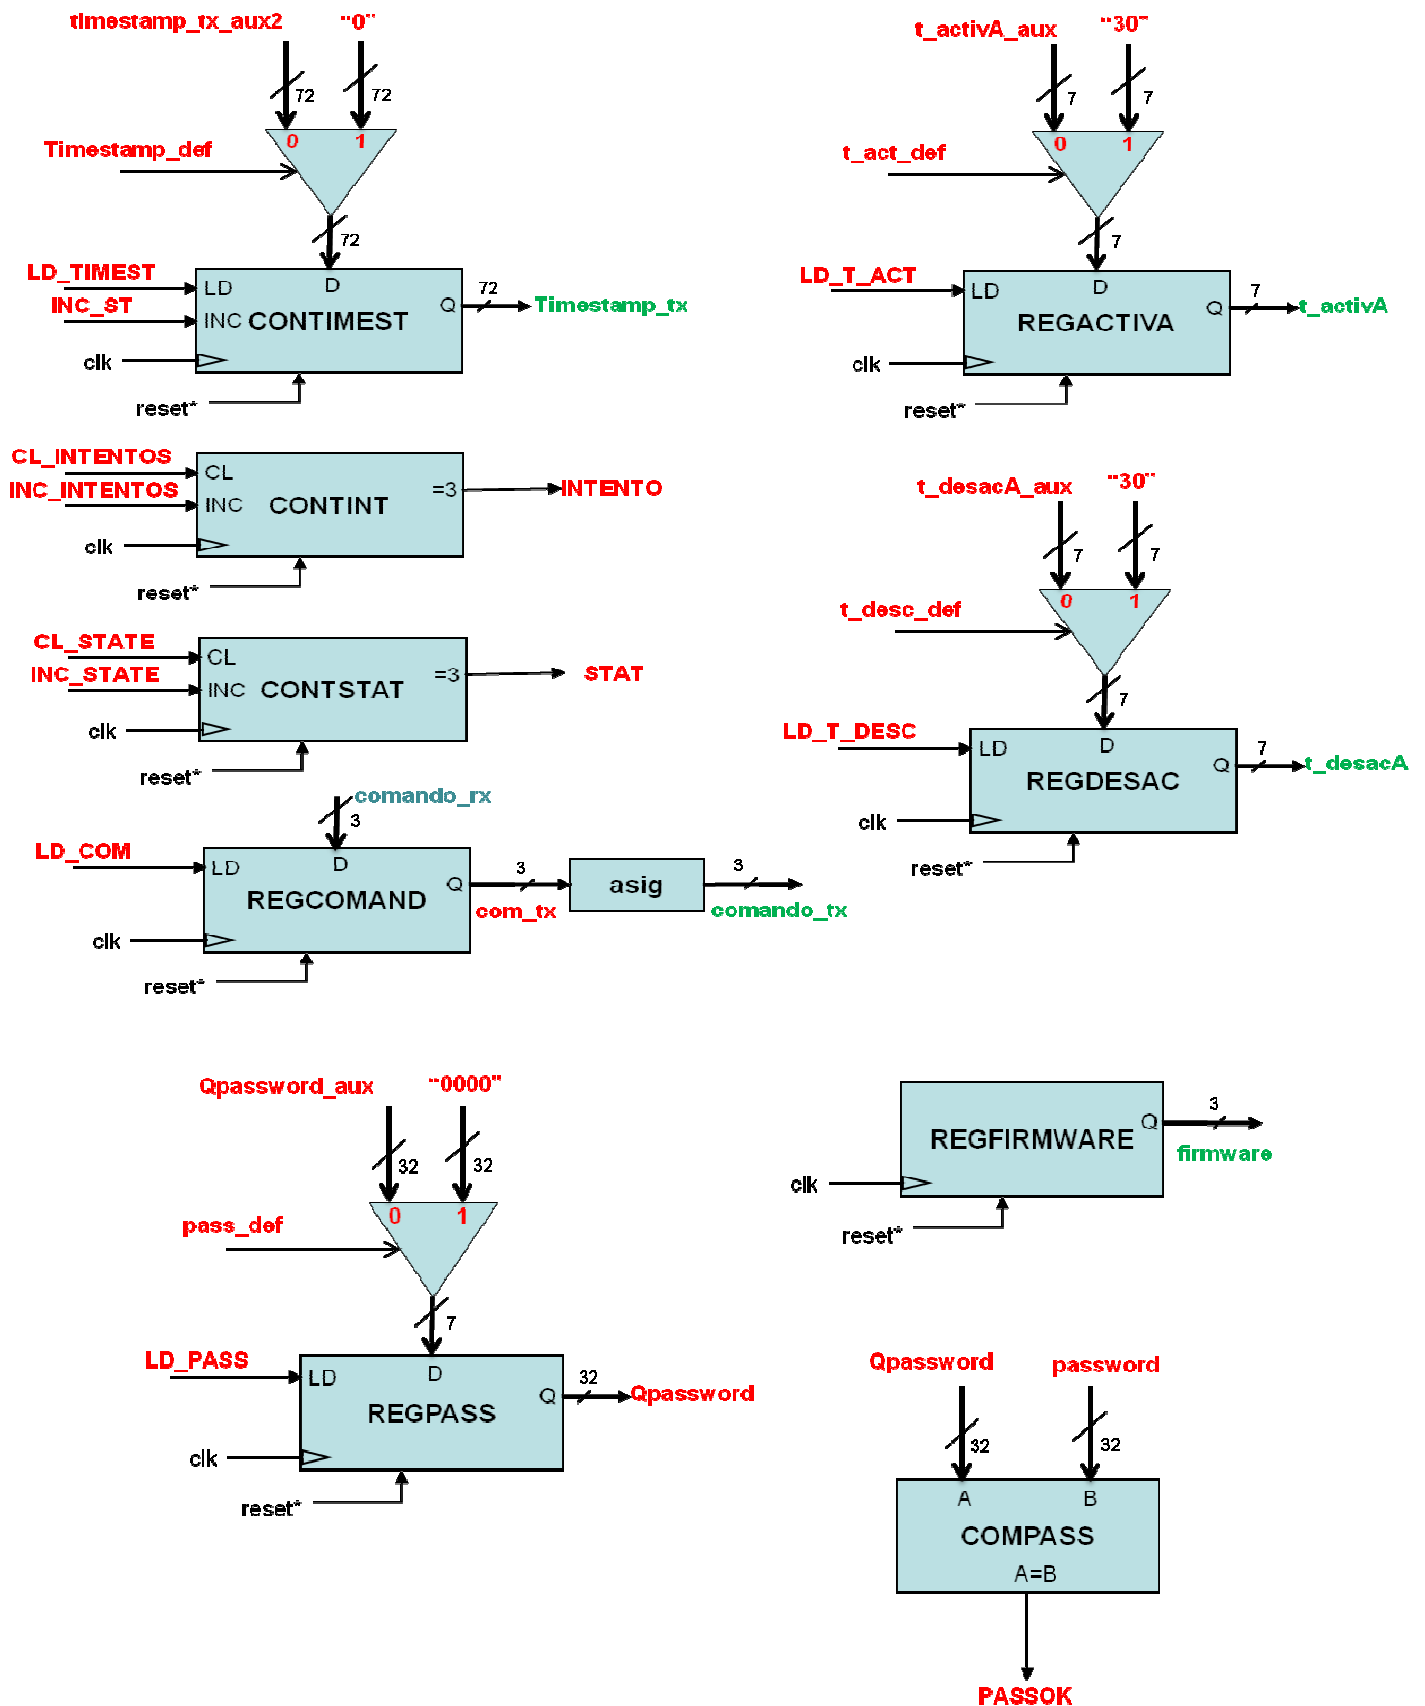 timestamp_tx_aux2 "0"
72 72
0 1
Timestamp_def
72
LD_TIMEST
INC_ST
LD D
INC CONTIMEST Q
72
Timestamp_tx
clk
reset*
CL_INTENTOS
INC_INTENTOS
CL
INC CONTINT =3
INTENTO
clk
reset*
CL_STATE
INC_STATE
CL
INC CONTSTAT =3
STAT
clk
reset*
comando_rx
3
LD_COM
LD D
REGCOMAND Q
3
com_tx
asig
3
comando_tx
clk
reset*
Qpassword_aux "0000"
32 32
0 1
pass_def
7
LD_PASS
LD D
REGPASS Q
32
Qpassword
clk
reset*
t_activA_aux "30"
7 7
0 1
t_act_def
7
LD_T_ACT
LD D
REGACTIVA Q
7
t_activA
clk
reset*
t_desacA_aux "30"
7 7
0 1
t_desc_def
7
LD_T_DESC
LD D
REGDESAC Q
7
t_desacA
clk
reset*
REGFIRMWARE Q
3
firmware
clk
reset*
Qpassword password
32 32
A B
COMPASS
A=B
PASSOK